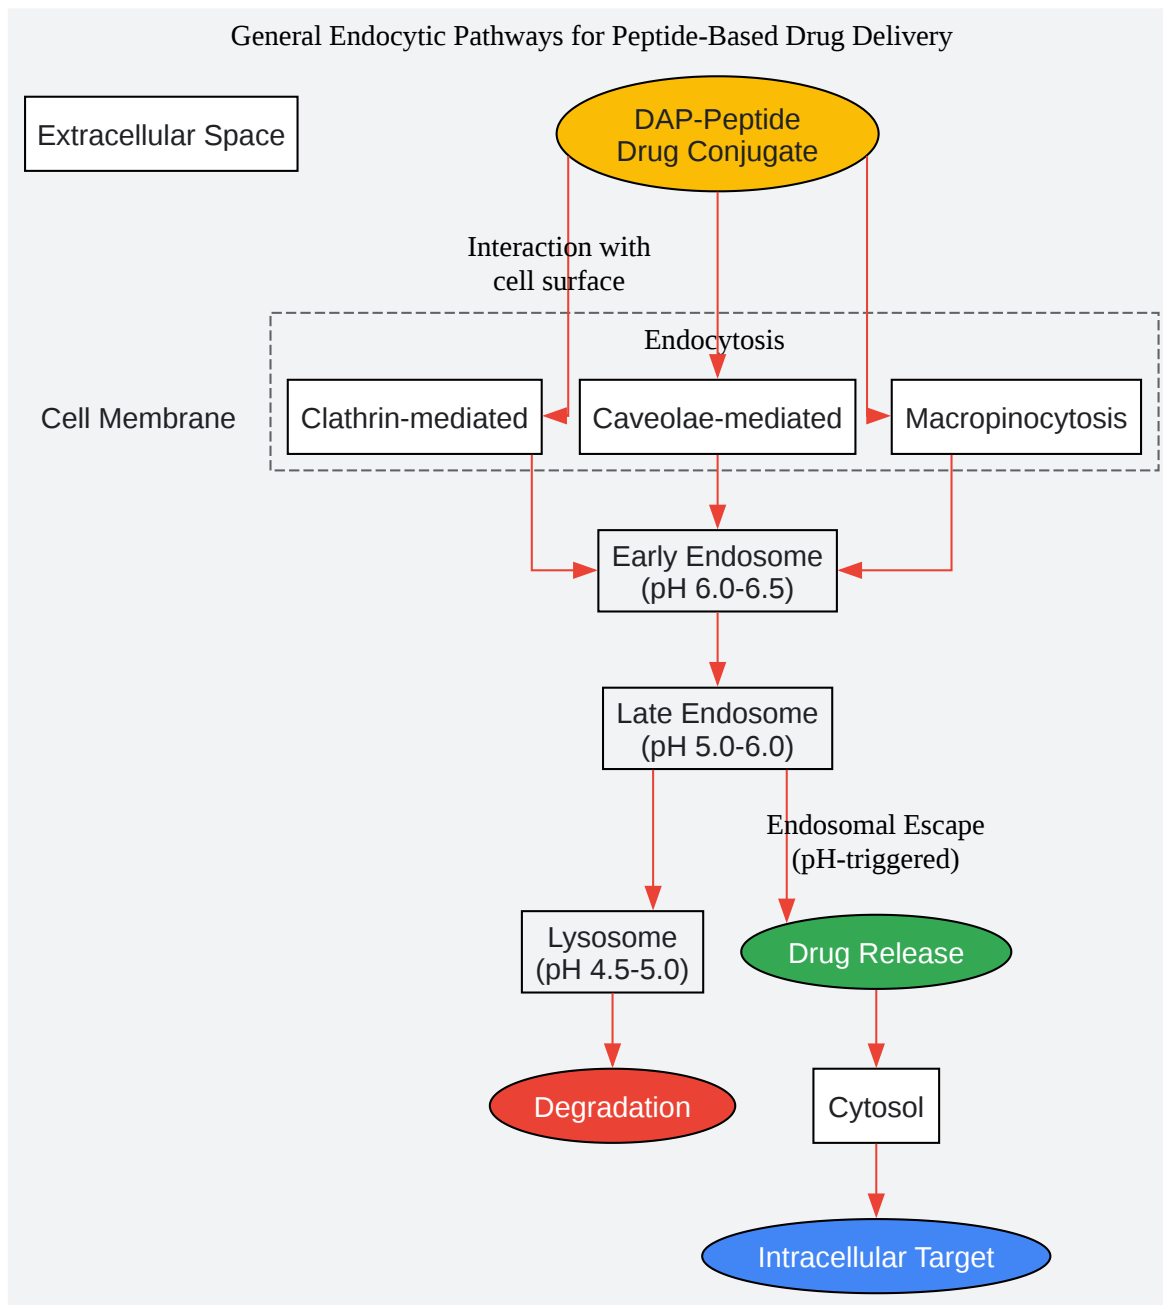 General Endocytic Pathways for Peptide-Based Drug Delivery
Extracellular Space
DAP-Peptide
Drug Conjugate
Interaction with
cell surface
Endocytosis
Cell Membrane
Clathrin-mediated
Caveolae-mediated
Macropinocytosis
Early Endosome
(pH 6.0-6.5)
Late Endosome
(pH 5.0-6.0)
Endosomal Escape
(pH-triggered)
Lysosome
(pH 4.5-5.0)
Drug Release
Degradation
Cytosol
Intracellular Target